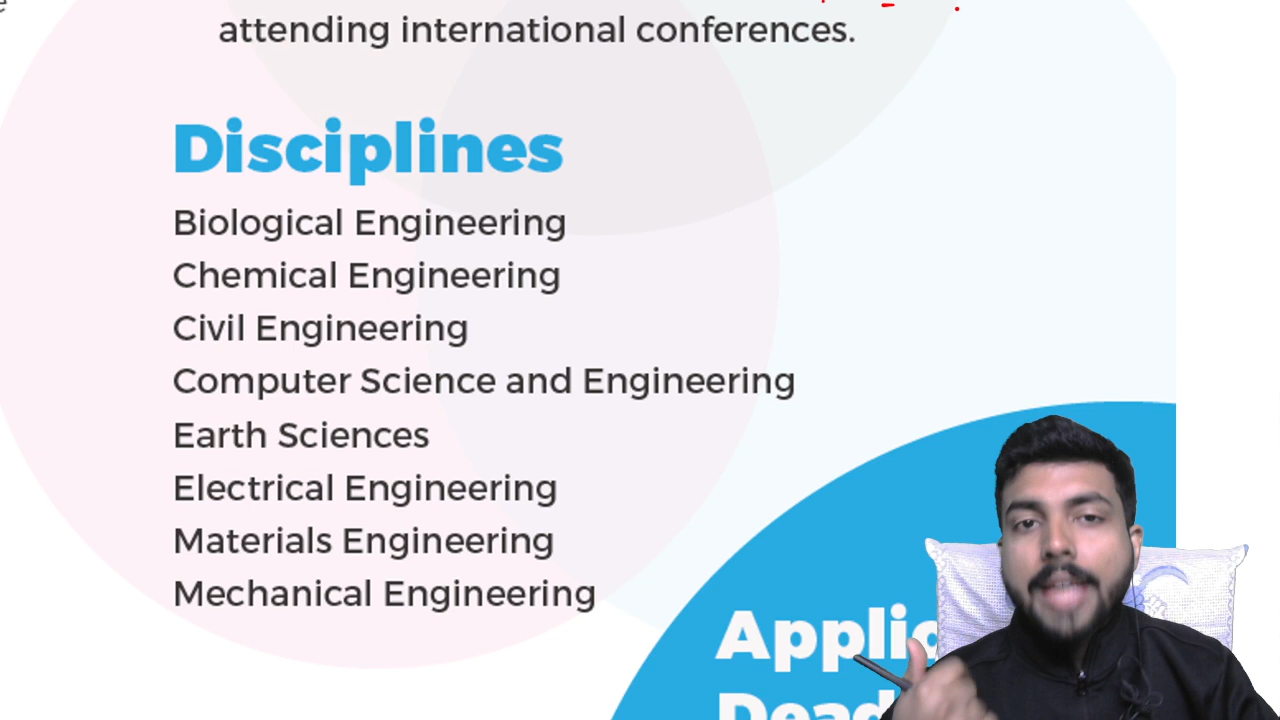 attending international conferences.
Disciplines
Biological Engineering
Chemical Engineering
Civil Engineering
Computer Science and Engineering
Earth Sciences
Electrical Engineering
Materials Engineering
Mechanical Engineering